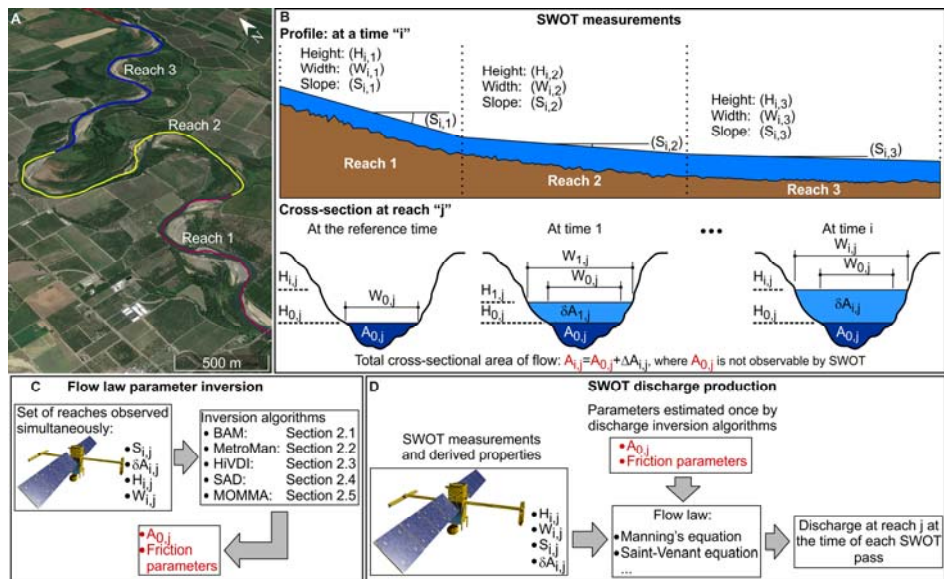 A
N
Reach 3
Reach 2
Reach 1
500 m
B
SWOT measurements
Profile: at a time “i”
Height: (Hi,1)
Width: (Wi,1)
Slope: (Si,1)
Height: (Hi,2)
Width: (Wi,2)
Slope: (Si,2)
Height: (Hi,3)
Width: (Wi,3)
Slope: (Si,3)
(Si,1)
(Si,2)
(Si,3)
Reach 1
Reach 2
Reach 3
Cross-section at reach “j”
At the reference time
At time 1
•••
At time i
W0,j
H i,j
H0,j
A0,j
W1,j
W0,j
H1,j
H0,j
δA1,j
A0,j
Wi,j
W0,j
Hi,j
H0,j
δAi,j
A0,j
Total cross-sectional area of flow: Ai,j=A0,j+ΔAi,j, where A0,j is not observable by SWOT
C
Flow law parameter inversion
Set of reaches observed
simultaneously:
• Si,j
• δAi,j
• Hi,j
• Wi,j
Inversion algorithms
• BAM: Section 2.1
• MetroMan: Section 2.2
• HiVDI: Section 2.3
• SAD: Section 2.4
• MOMMA: Section 2.5
• A0,j
• Friction
parameters
D
SWOT discharge production
SWOT measurements
and derived properties
• Hi,j
• Wi,j
• Si,j
• δAi,j
Parameters estimated once by
discharge inversion algorithms
• A0,j
• Friction parameters
Flow law:
• Manning's equation
• Saint-Venant equation
...
Discharge at reach j at
the time of each SWOT
pass